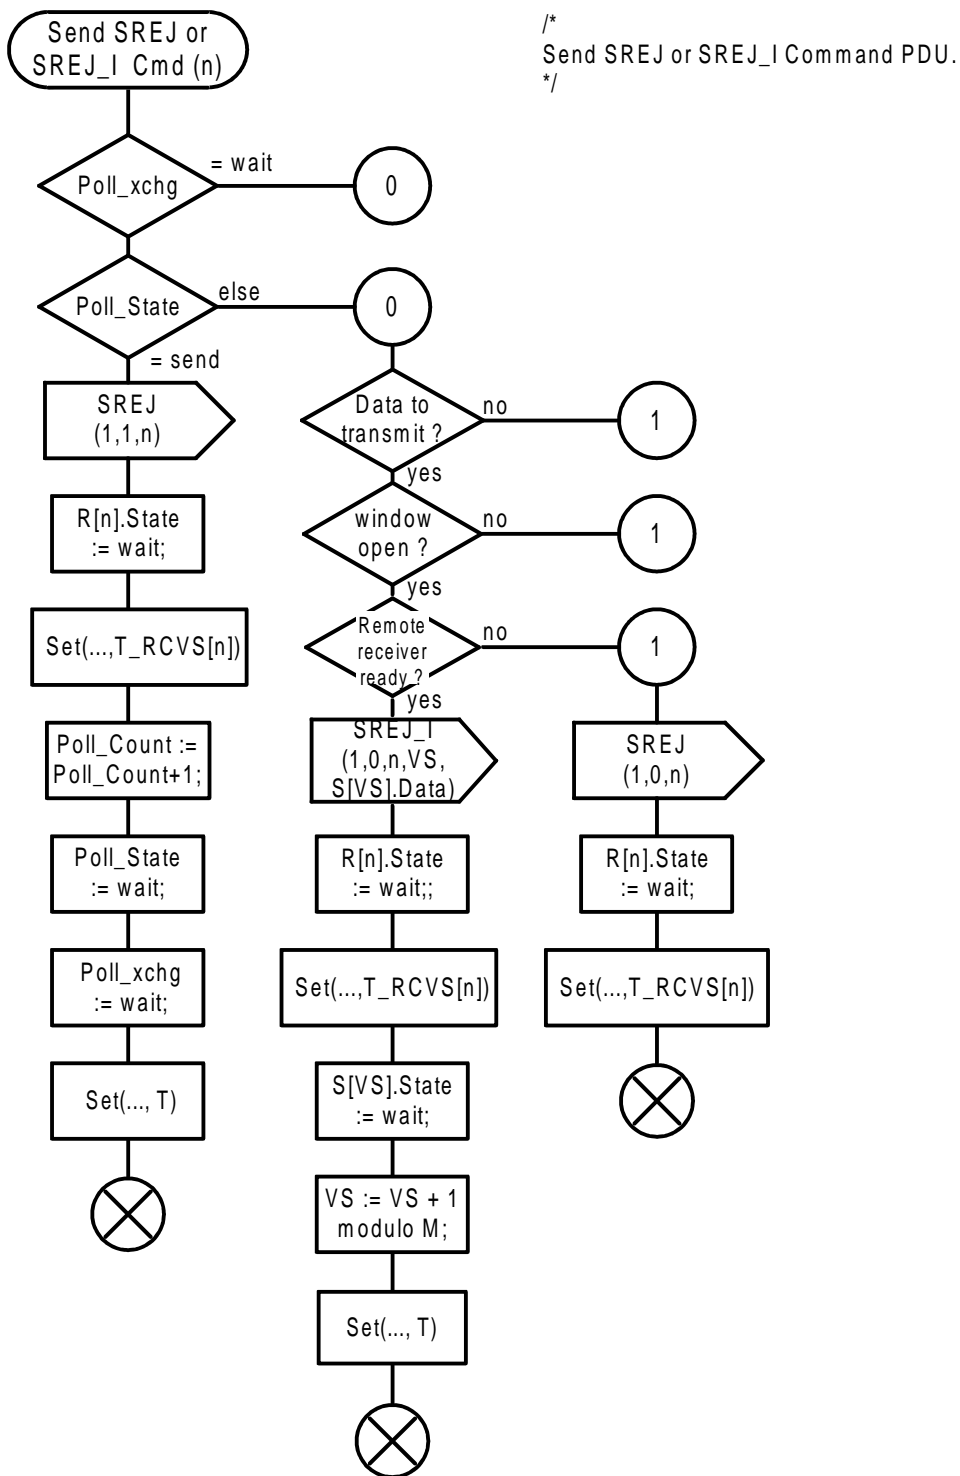 Send SREJ or
SREJ_I Cmd (n)
/*
Send SREJ or SREJ_I Command PDU.
*/
Poll_xchg
= wait
0
Poll_State
else
0
= send
SREJ
(1,1,n)
R[n].State
:= wait;
Set(...,T_RCVS[n])
Poll_Count :=
Poll_Count+1;
Poll_State
:= wait;
Poll_xchg
:= wait;
Set(..., T)
Data to
transmit ?
no
1
yes
window
open ?
no
1
yes
Remote
receiver
ready ?
no
1
yes
SREJ_I
(1,0,n,VS,
S[VS].Data)
R[n].State
:= wait;;
Set(...,T_RCVS[n])
S[VS].State
:= wait;
VS := VS + 1
modulo M;
Set(..., T)
SREJ
(1,0,n)
R[n].State
:= wait;
Set(...,T_RCVS[n])